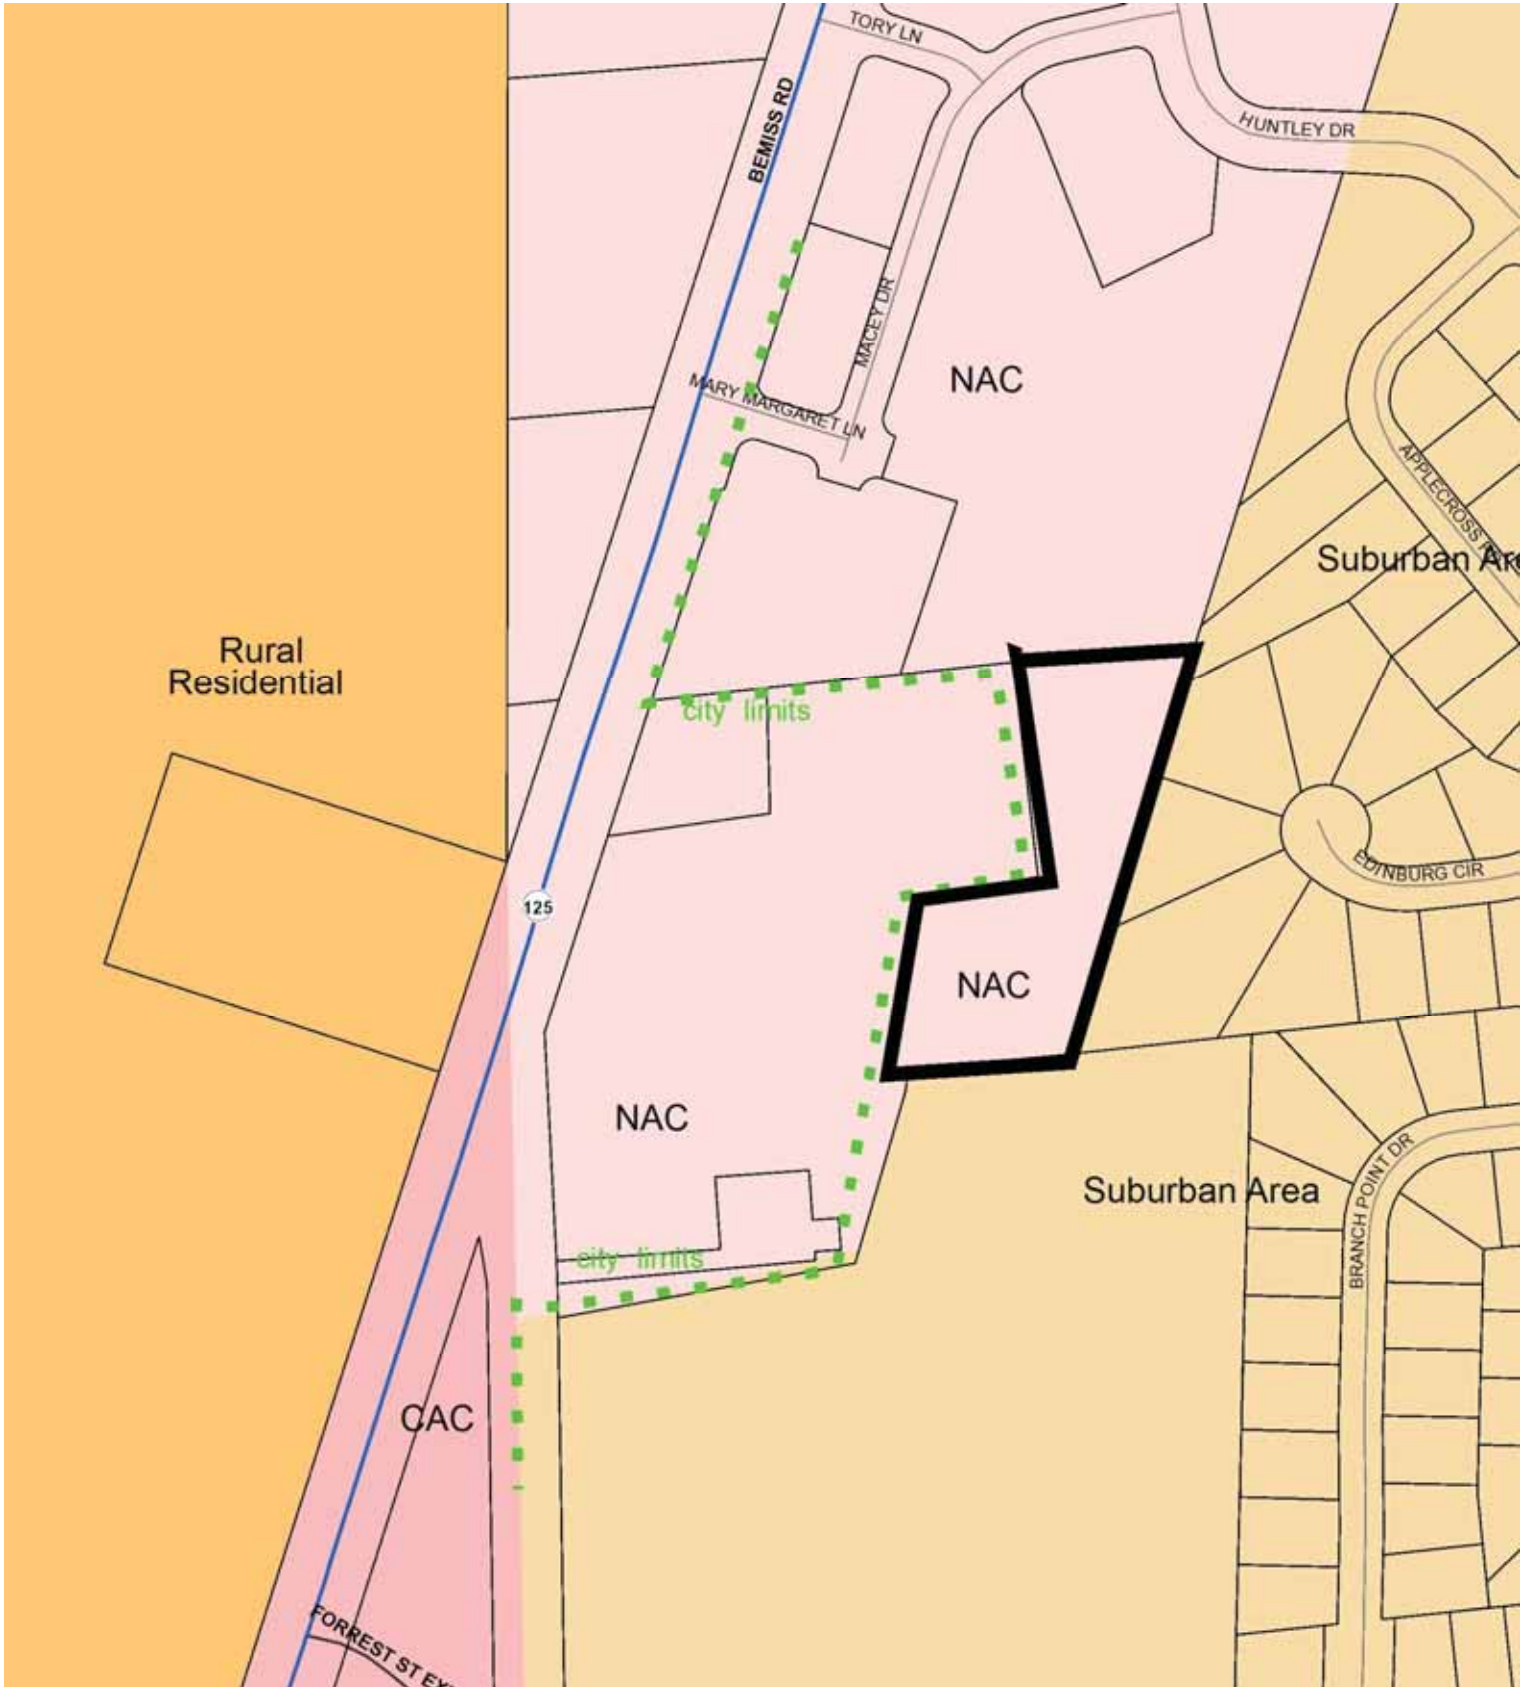 TORY LN
BEMISS RD
HUNTLEY DR
MACEY DR
NAC
MARY MARGARET LN
APPLECROSS
Suburban Are
Rural
Residential
city limits
EDINBURG CIR
125
NAC
NAC
BRANCH POINT DR
Suburban Area
city limits
CAC
FORREST ST EX